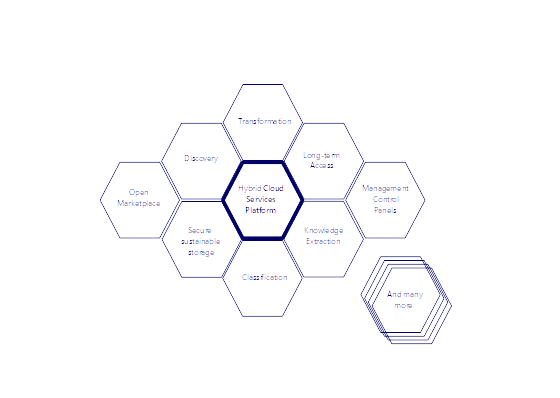 Transformation
Discovery
Long-term
Access
Open
Marketplace
Hybrid Cloud
Services
Platform
Management
Control
Panels
Secure
sustainable
storage
Knowledge
Extraction
Classification
And many
more